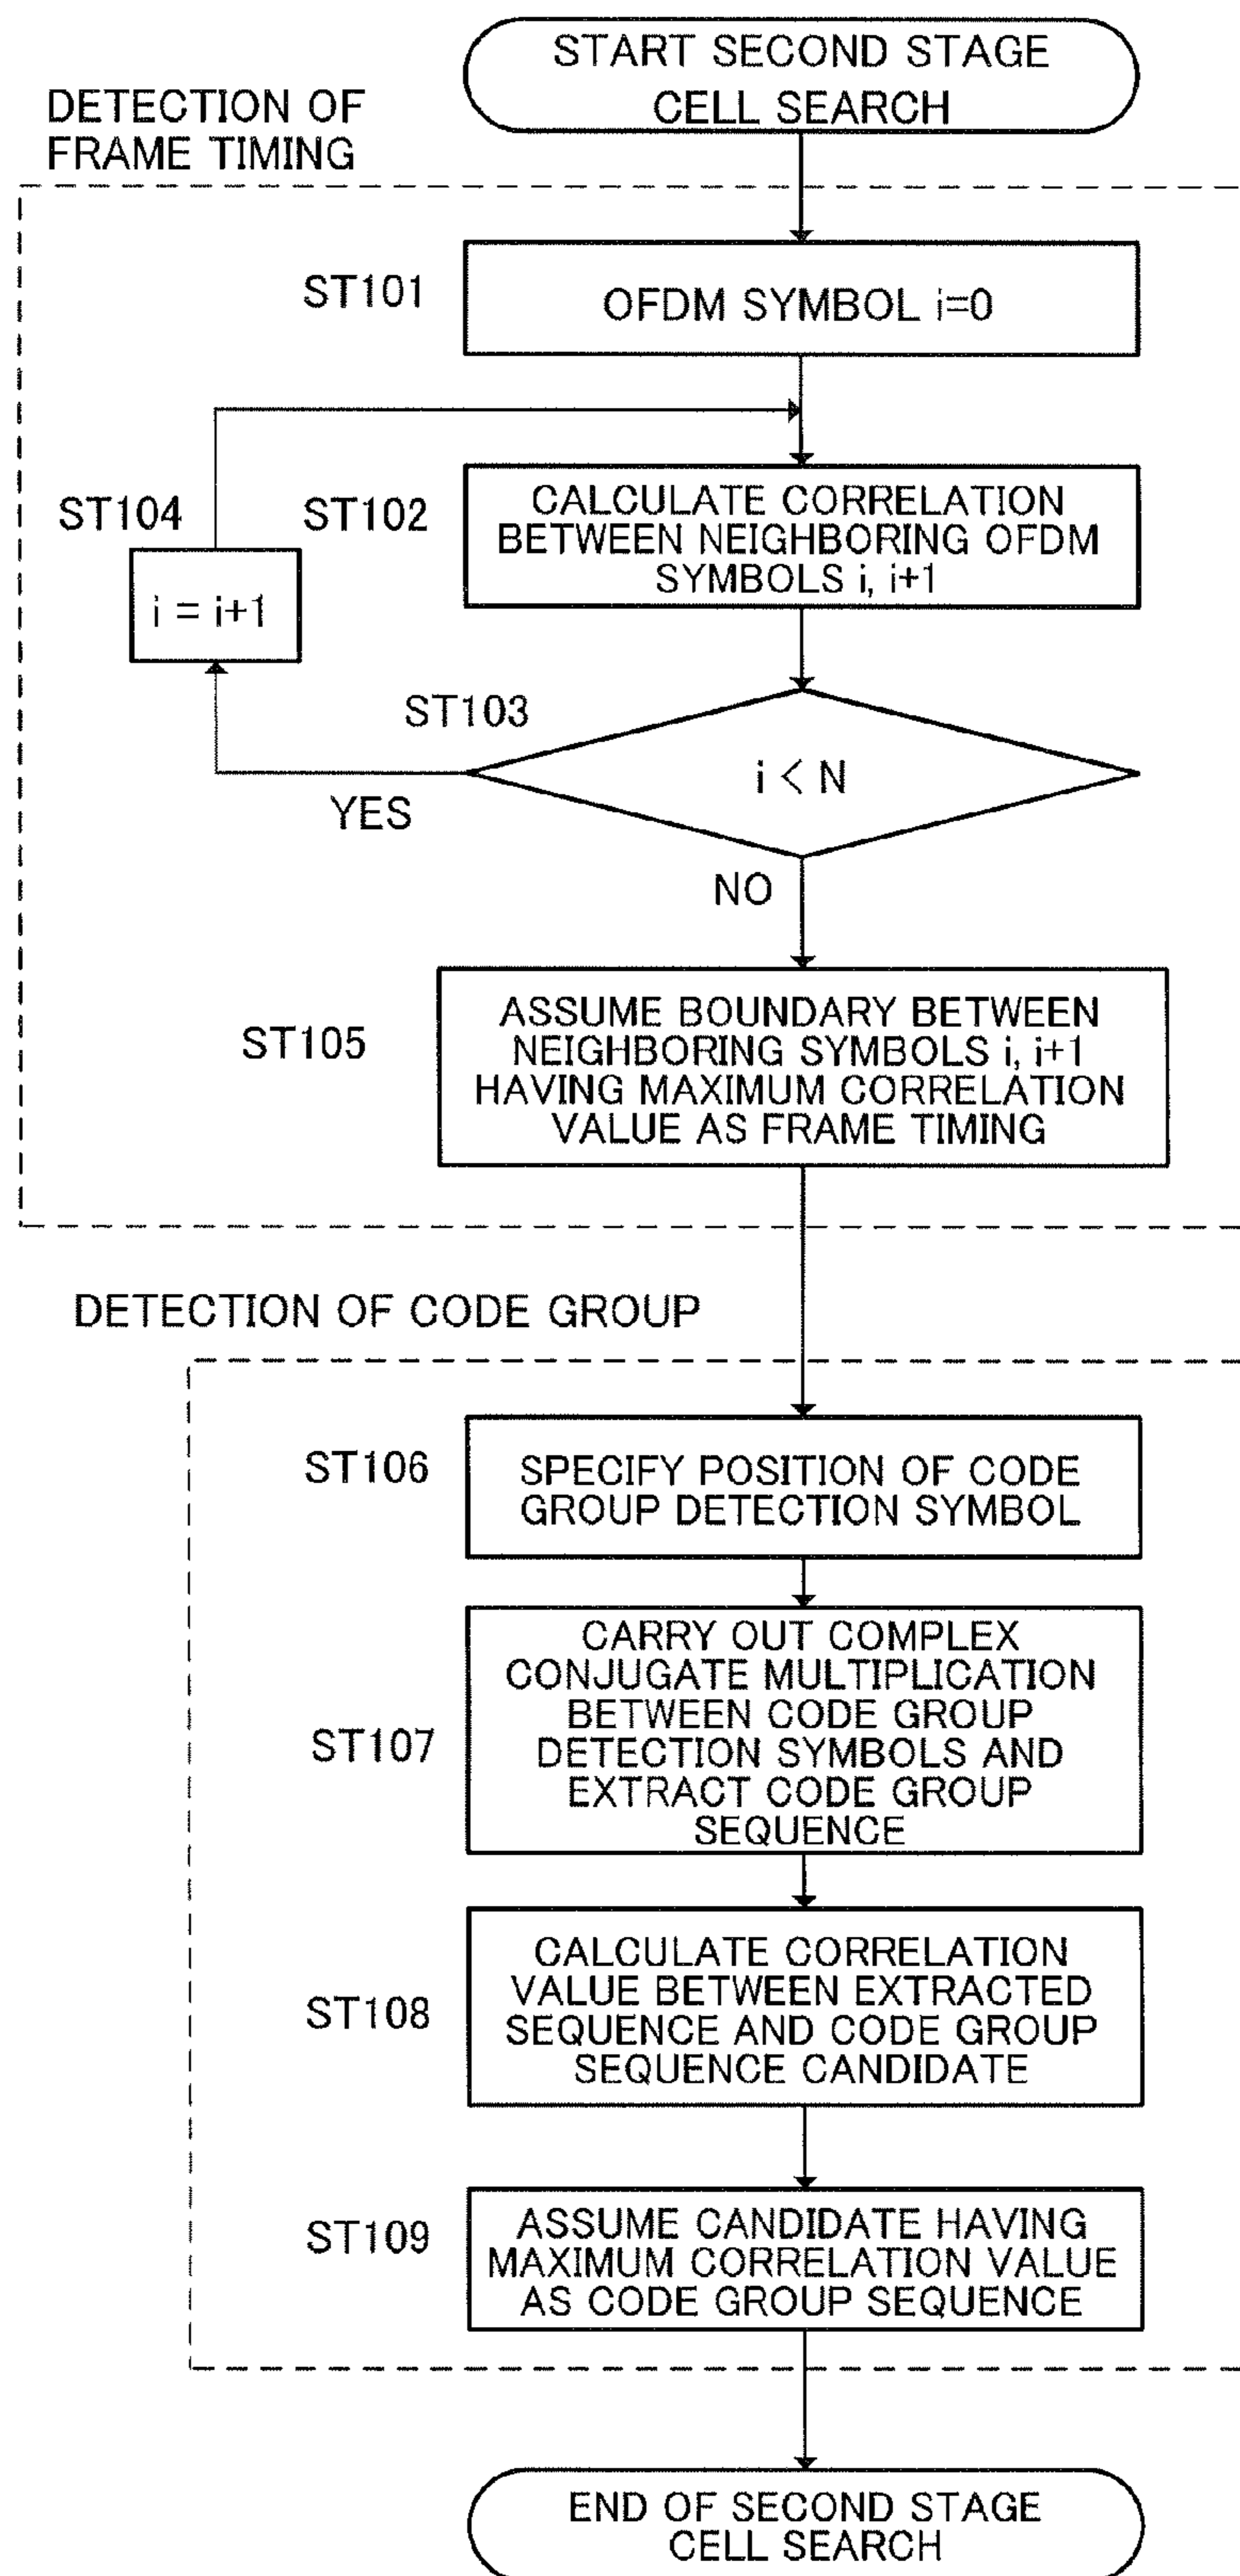 START SECOND STAGE
CELL SEARCH
DETECTION OF
FRAME TIMING
ST101
OFDM SYMBOL i=0
ST104
i = i+1
ST102
CALCULATE CORRELATION
BETWEEN NEIGHBORING OFDM
SYMBOLS i, i+1
ST103
i < N
YES
NO
ST105
ASSUME BOUNDARY BETWEEN
NEIGHBORING SYMBOLS i, i+1
HAVING MAXIMUM CORRELATION
VALUE AS FRAME TIMING
DETECTION OF CODE GROUP
ST106
SPECIFY POSITION OF CODE
GROUP DETECTION SYMBOL
ST107
CARRY OUT COMPLEX
CONJUGATE MULTIPLICATION
BETWEEN CODE GROUP
DETECTION SYMBOLS AND
EXTRACT CODE GROUP
SEQUENCE
ST108
CALCULATE CORRELATION
VALUE BETWEEN EXTRACTED
SEQUENCE AND CODE GROUP
SEQUENCE CANDIDATE
ST109
ASSUME CANDIDATE HAVING
MAXIMUM CORRELATION VALUE
AS CODE GROUP SEQUENCE
END OF SECOND STAGE
CELL SEARCH